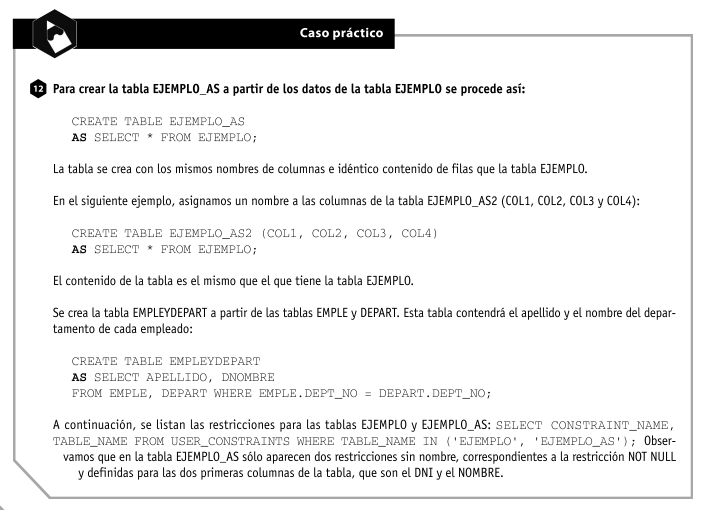 Caso práctico
12 Para crear la tabla EJEMPLO_AS a partir de los datos de la tabla EJEMPLO se procede así:
CREATE TABLE EJEMPLO_AS
AS SELECT * FROM EJEMPLO;
La tabla se crea con los mismos nombres de columnas e idéntico contenido de filas que la tabla EJEMPLO.
En el siguiente ejemplo, asignamos un nombre a las columnas de la tabla EJEMPLO_AS2 (COL1, COL2, COL3 y COL4):
CREATE TABLE EJEMPLO_AS2 (COL1, COL2, COL3, COL4)
AS SELECT * FROM EJEMPLO;
El contenido de la tabla es el mismo que el que tiene la tabla EJEMPLO.
Se crea la tabla EMPLEYDEPART a partir de las tablas EMPLE y DEPART. Esta tabla contendrá el apellido y el nombre del depar-
tamento de cada empleado:
CREATE TABLE EMPLEYDEPART
AS SELECT APELLIDO, DNOMBRE
FROM EMPLE, DEPART WHERE EMPLE.DEPT_NO = DEPART.DEPT_NO;
A continuación, se listan las restricciones para las tablas EJEMPLO y EJEMPLO_AS: SELECT CONSTRAINT_NAME,
TABLE_NAME FROM USER_CONSTRAINTS WHERE TABLE_NAME IN ('EJEMPLO', 'EJEMPLO_AS'); Obser-
vamos que en la tabla EJEMPLO_AS sólo aparecen dos restricciones sin nombre, correspondientes a la restricción NOT NULL
y definidas para las dos primeras columnas de la tabla, que son el DNI y el NOMBRE.